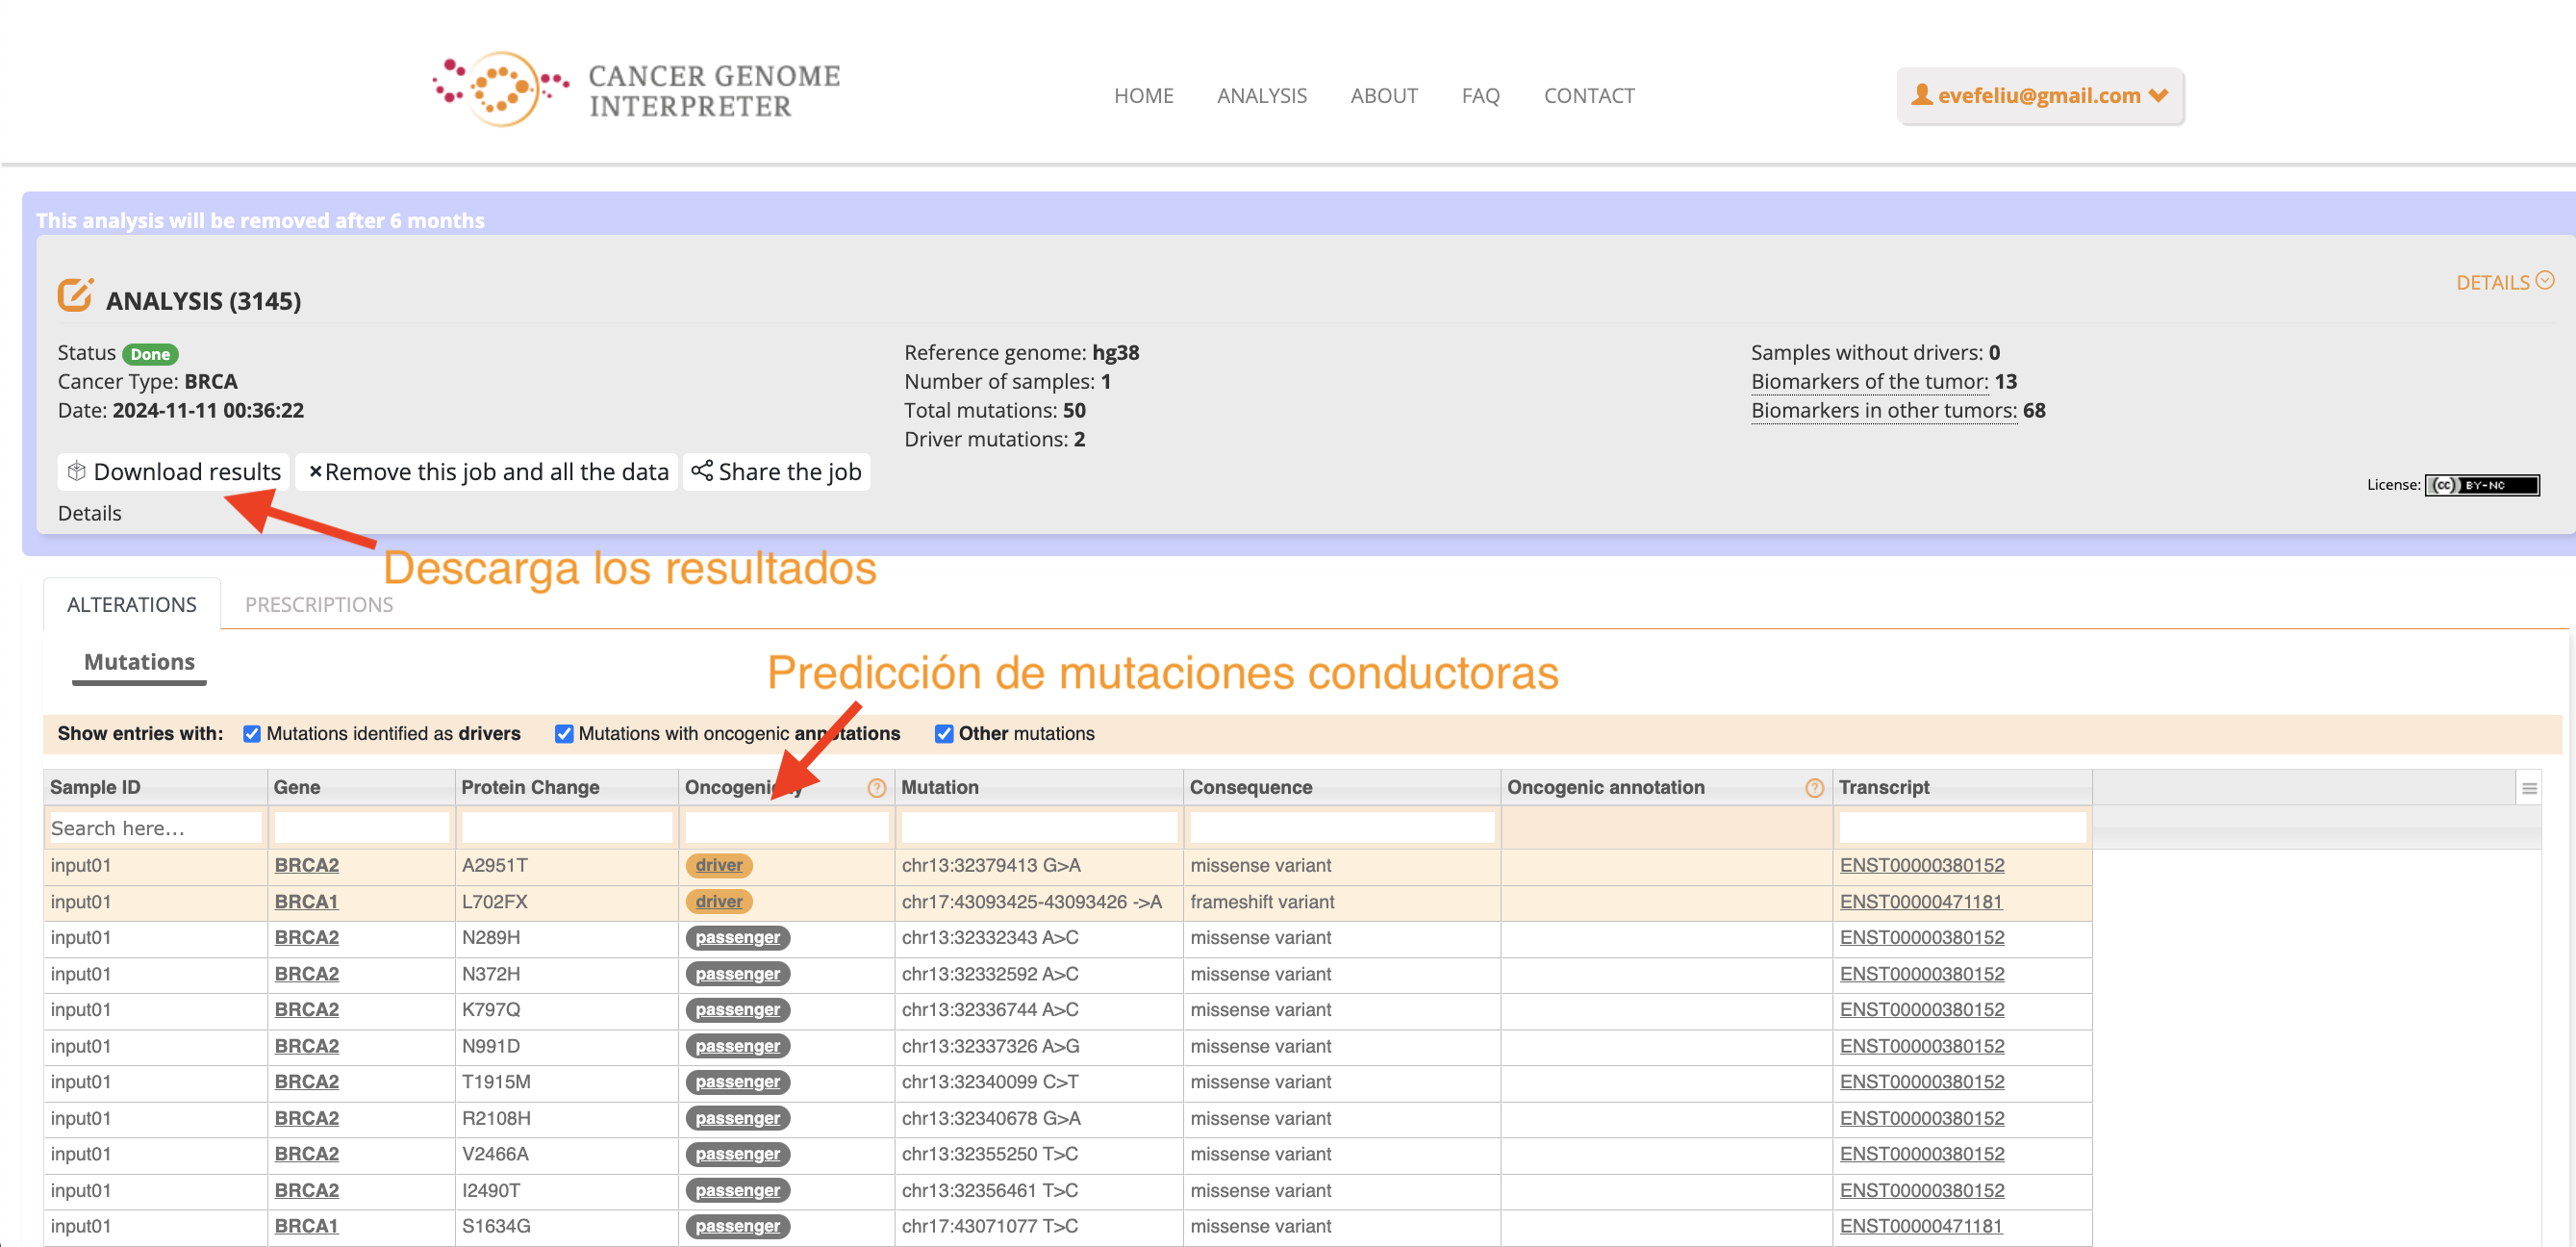 CANCER GENOME
INTERPRETER
HOME ANALYSIS ABOUT FAQ CONTACT
evefeliu@gmail.com
This analysis will be removed after 6 months
ANALYSIS (3145)
DETAILS
Status Done
Cancer Type: BRCA
Date: 2024-11-11 00:36:22
Reference genome: hg38
Number of samples: 1
Total mutations: 50
Driver mutations: 2
Samples without drivers: 0
Biomarkers of the tumor: 13
Biomarkers in other tumors: 68
Download results ×Remove this job and all the data Share the job
License: (cc) BY-NC
Details
Descarga los resultados
ALTERATIONS PRESCRIPTIONS
Mutations
Predicción de mutaciones conductoras
Show entries with: Mutations identified as drivers Mutations with oncogenic annotations Other mutations
Sample ID Gene Protein Change Oncogenicity ? Mutation Consequence Oncogenic annotation ? Transcript
Search here...
input01 BRCA2 A2951T driver chr13:32379413 G>A missense variant ENST00000380152
input01 BRCA1 L702FX driver chr17:43093425-43093426 ->A frameshift variant ENST00000471181
input01 BRCA2 N289H passenger chr13:32332343 A>C missense variant ENST00000380152
input01 BRCA2 N372H passenger chr13:32332592 A>C missense variant ENST00000380152
input01 BRCA2 K797Q passenger chr13:32336744 A>C missense variant ENST00000380152
input01 BRCA2 N991D passenger chr13:32337326 A>G missense variant ENST00000380152
input01 BRCA2 T1915M passenger chr13:32340099 C>T missense variant ENST00000380152
input01 BRCA2 R2108H passenger chr13:32340678 G>A missense variant ENST00000380152
input01 BRCA2 V2466A passenger chr13:32355250 T>C missense variant ENST00000380152
input01 BRCA2 I2490T passenger chr13:32356461 T>C missense variant ENST00000380152
input01 BRCA1 S1634G passenger chr17:43071077 T>C missense variant ENST00000471181